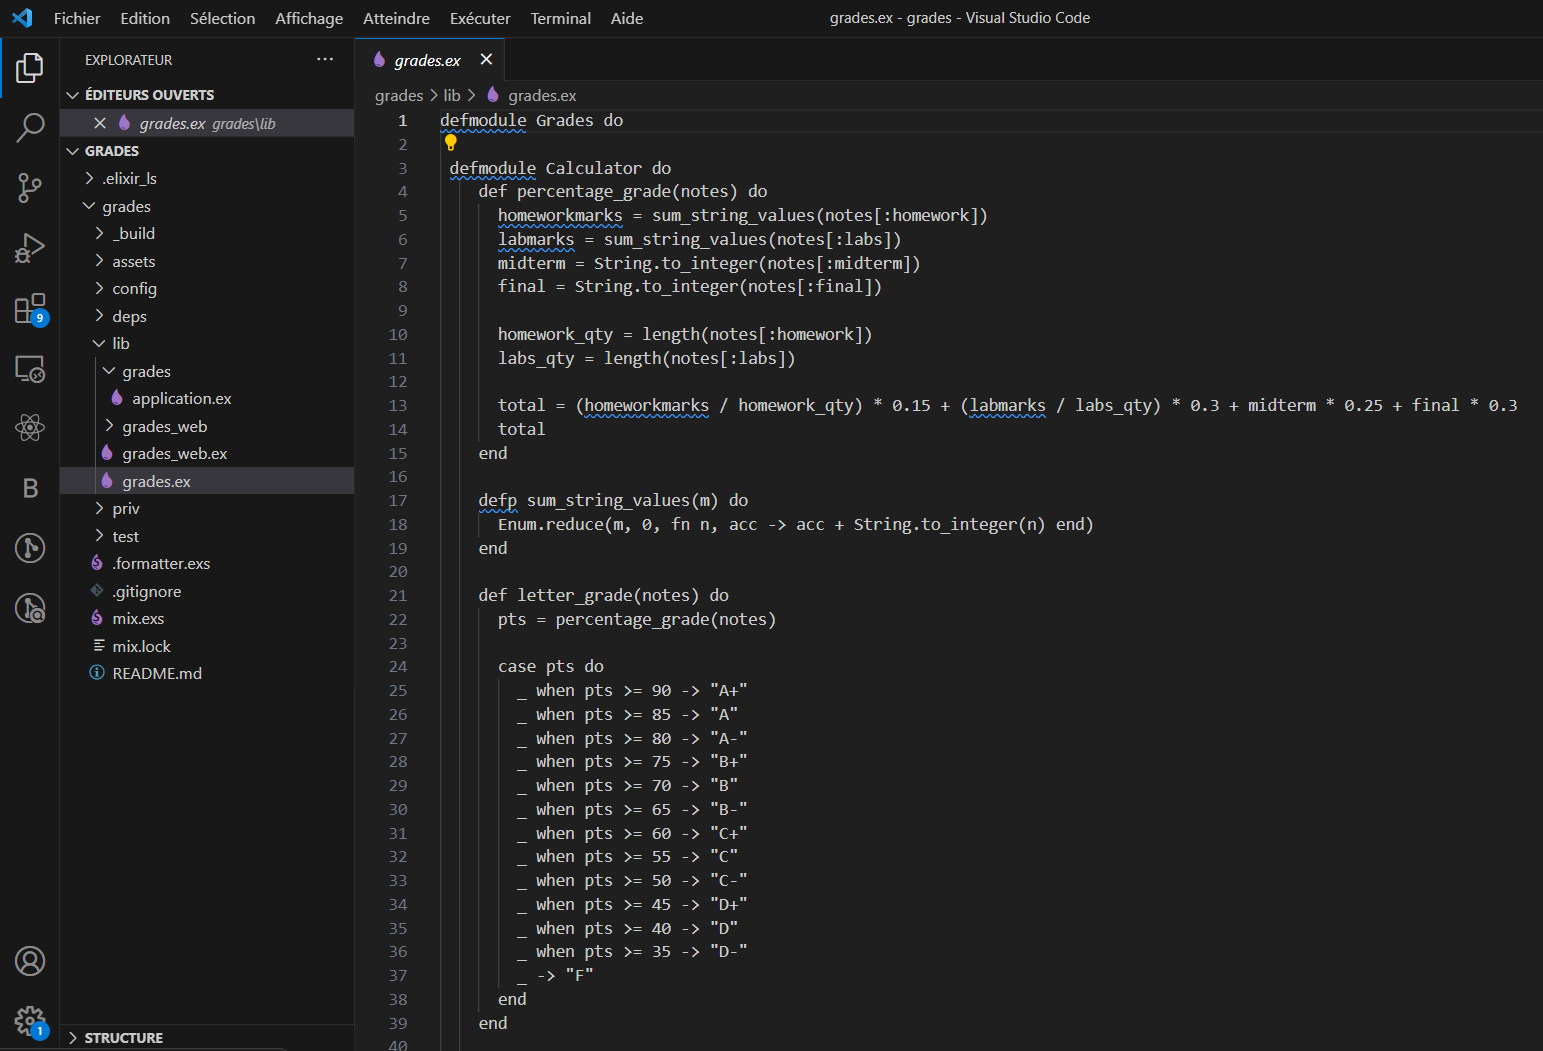 Fichier Edition Sélection Affichage Atteindre Exécuter Terminal Aide grades.ex - grades - Visual Studio Code
EXPLORATEUR
ÉDITEURS OUVERTS
grades.ex grades\lib
GRADES
.elixir_ls
grades
_build
assets
config
deps
lib
grades
application.ex
grades_web
grades_web.ex
grades.ex
priv
test
.formatter.exs
.gitignore
mix.exs
mix.lock
README.md
STRUCTURE
9
B
1
grades.ex
grades > lib > grades.ex
1 defmodule Grades do
2
3 defmodule Calculator do
4 def percentage_grade(notes) do
5 homeworkmarks = sum_string_values(notes[:homework])
6 labmarks = sum_string_values(notes[:labs])
7 midterm = String.to_integer(notes[:midterm])
8 final = String.to_integer(notes[:final])
9
10 homework_qty = length(notes[:homework])
11 labs_qty = length(notes[:labs])
12
13 total = (homeworkmarks / homework_qty) * 0.15 + (labmarks / labs_qty) * 0.3 + midterm * 0.25 + final * 0.3
14 total
15 end
16
17 defp sum_string_values(m) do
18 Enum.reduce(m, 0, fn n, acc -> acc + String.to_integer(n) end)
19 end
20
21 def letter_grade(notes) do
22 pts = percentage_grade(notes)
23
24 case pts do
25 _ when pts >= 90 -> "A+"
26 _ when pts >= 85 -> "A"
27 _ when pts >= 80 -> "A-"
28 _ when pts >= 75 -> "B+"
29 _ when pts >= 70 -> "B"
30 _ when pts >= 65 -> "B-"
31 _ when pts >= 60 -> "C+"
32 _ when pts >= 55 -> "C"
33 _ when pts >= 50 -> "C-"
34 _ when pts >= 45 -> "D+"
35 _ when pts >= 40 -> "D"
36 _ when pts >= 35 -> "D-"
37 _ -> "F"
38 end
39 end
40